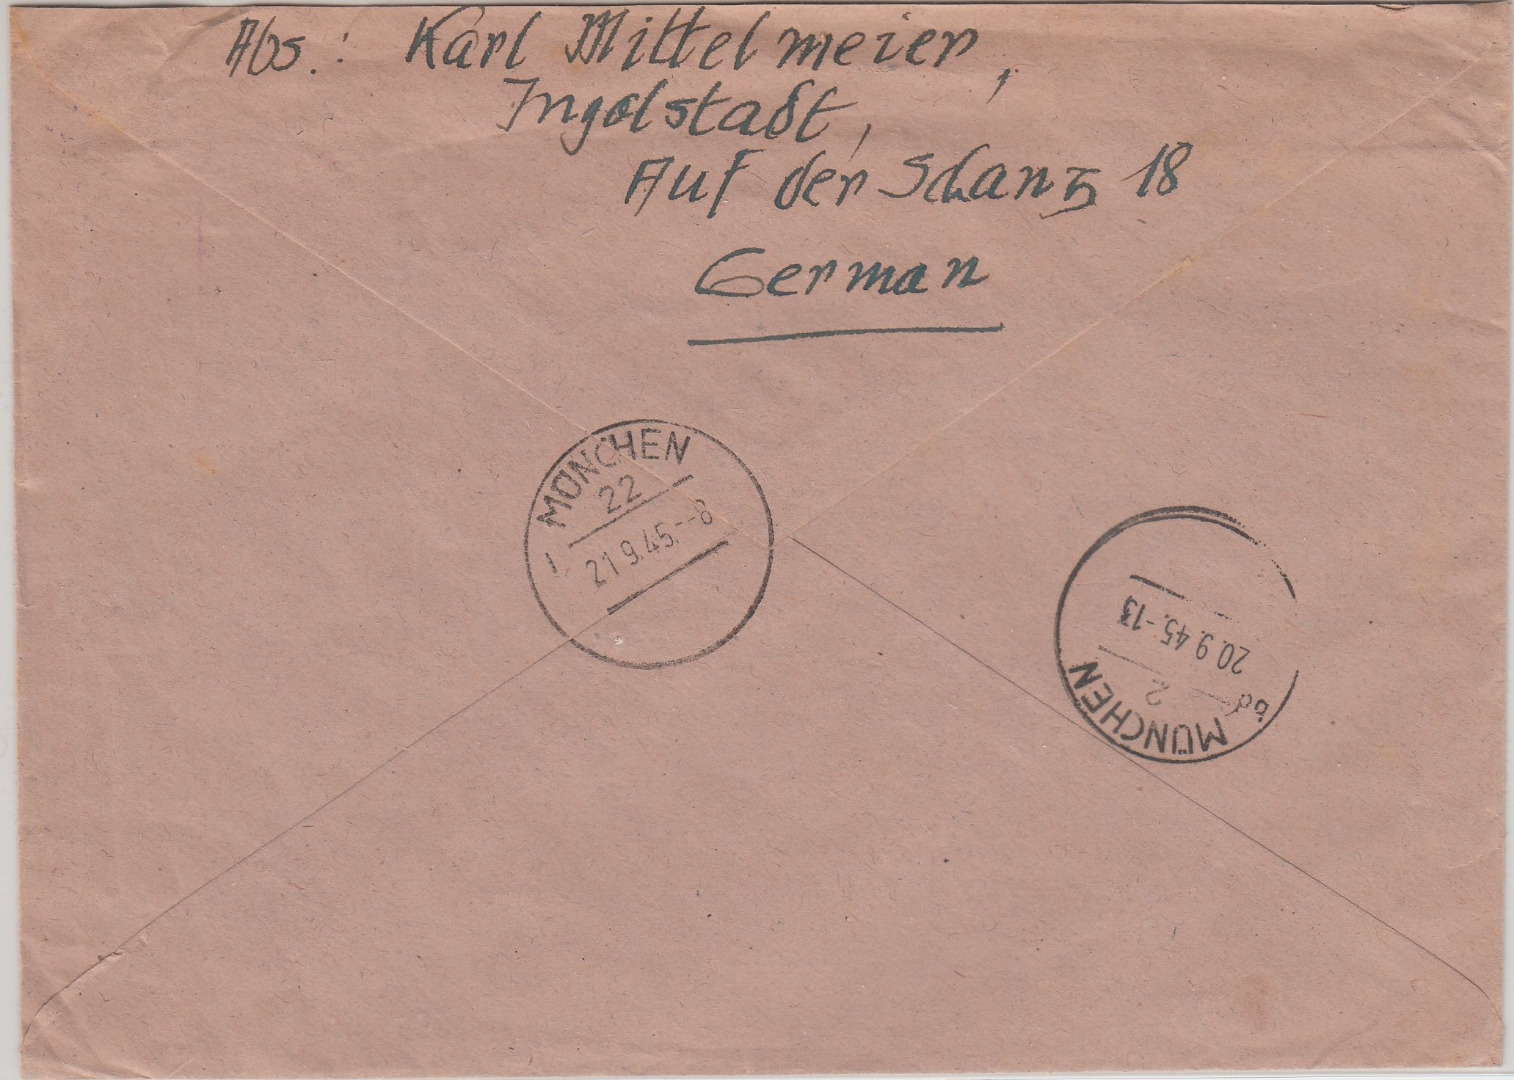 Abs.: Karl Mittelmeier,
Ingolstadt,
Auf der Schanz 18
German
MÜNCHEN
22
21.9.45.--8
20.9.45.-13
2
MÜNCHEN